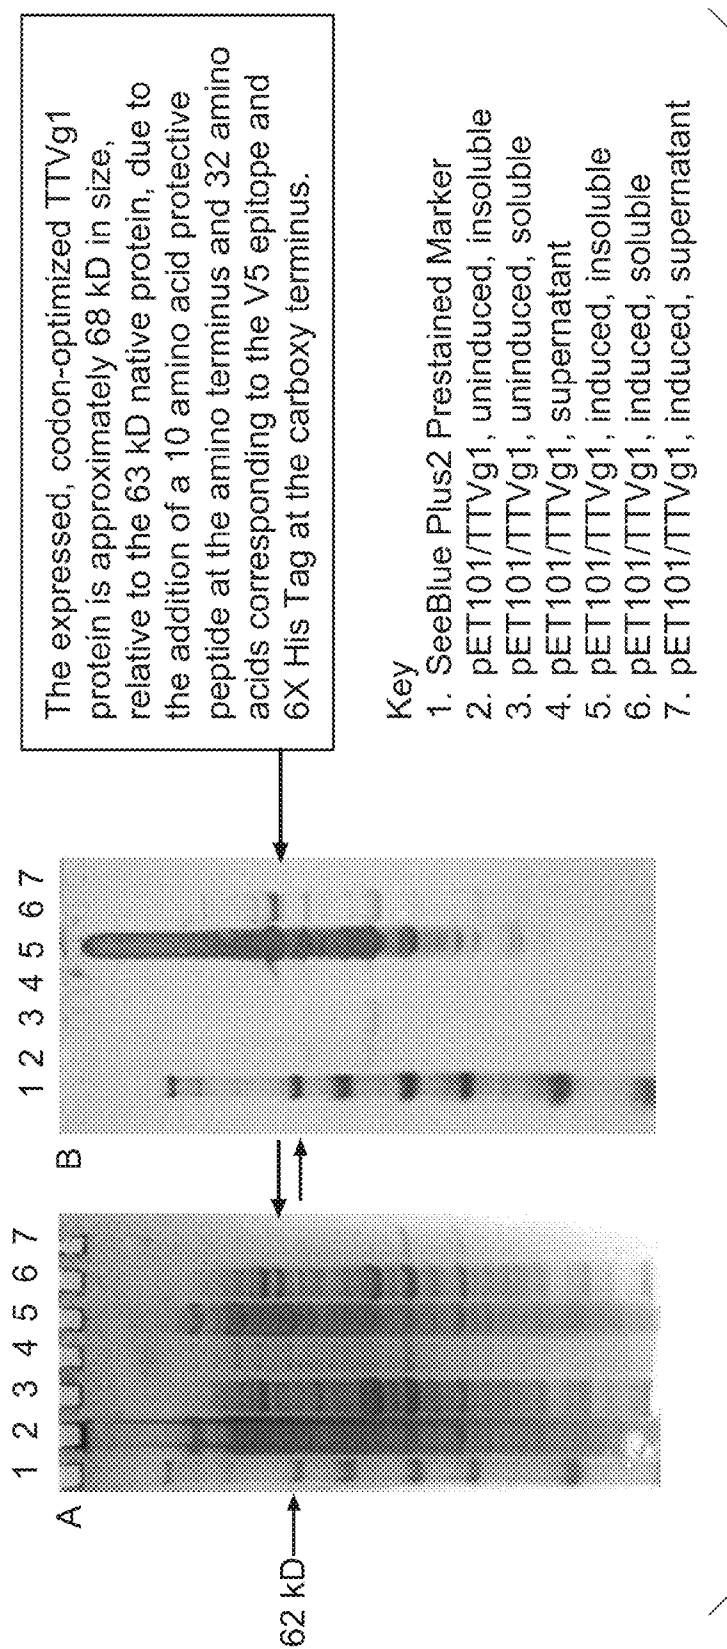 62 kD
A
1 2 3 4 5 6 7
B
1 2 3 4 5 6 7
The expressed, codon-optimized TTVg1
protein is approximately 68 kD in size,
relative to the 63 kD native protein, due to
the addition of a 10 amino acid protective
peptide at the amino terminus and 32 amino
acids corresponding to the V5 epitope and
6X His Tag at the carboxy terminus.
Key
1. SeeBlue Plus2 Prestained Marker
2. pET101/TTVg1, uninduced, insoluble
3. pET101/TTVg1, uninduced, soluble
4. pET101/TTVg1, supernatant
5. pET101/TTVg1, induced, insoluble
6. pET101/TTVg1, induced, soluble
7. pET101/TTVg1, induced, supernatant